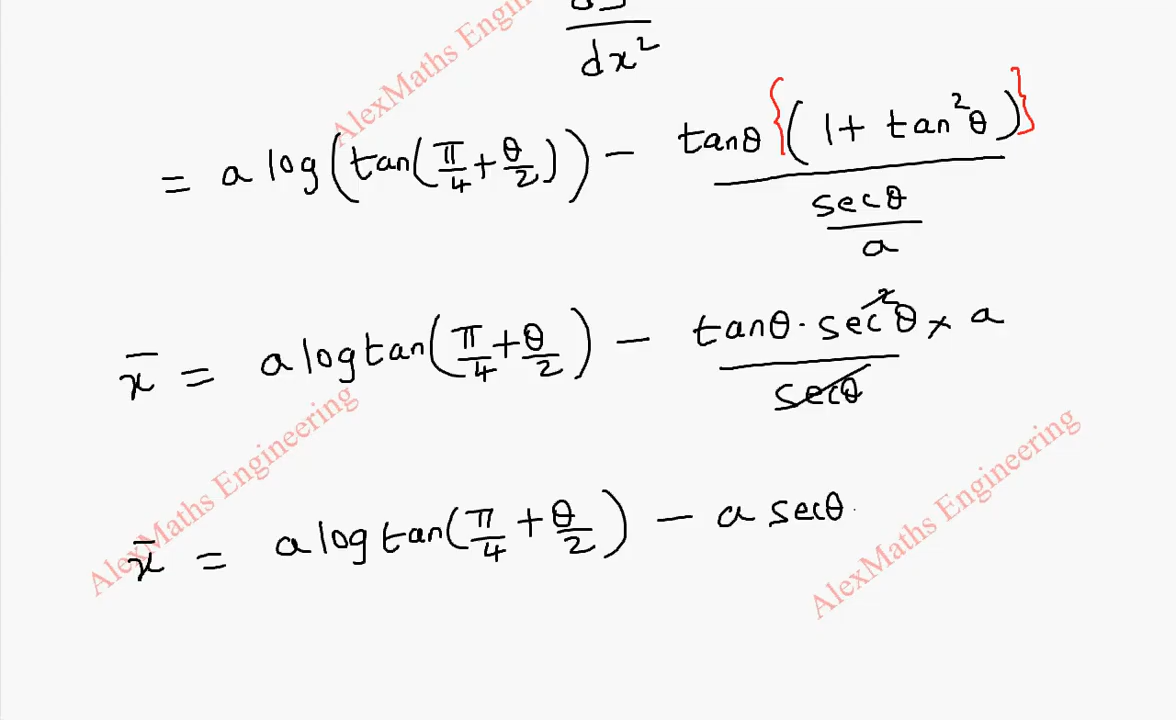 dx²
= a log(tan(π/4 + θ/2)) − tanθ {(1 + tan²θ)} / (secθ / a)
x̄ = a log tan(π/4 + θ/2) − tanθ · sec²θ × a / secθ
x̄ = a log tan(π/4 + θ/2) − a secθ.
AlexMaths Engin
AlexMaths Engineering
AlexMaths Engineering